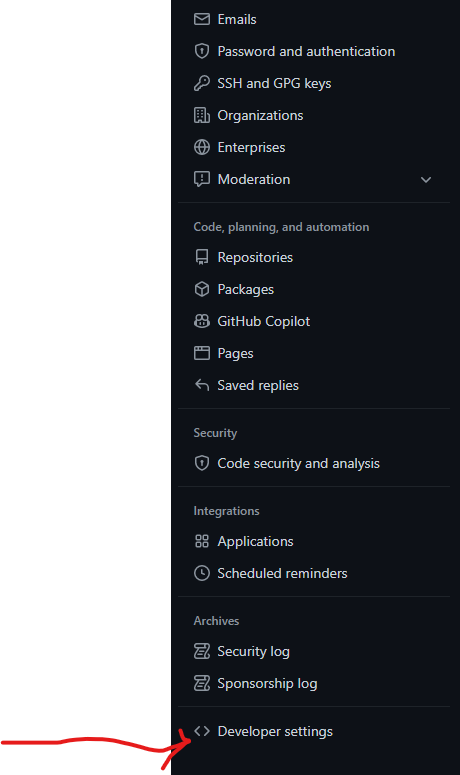 Emails
Password and authentication
SSH and GPG keys
Organizations
Enterprises
Moderation
Code, planning, and automation
Repositories
Packages
GitHub Copilot
Pages
Saved replies
Security
Code security and analysis
Integrations
Applications
Scheduled reminders
Archives
Security log
Sponsorship log
Developer settings